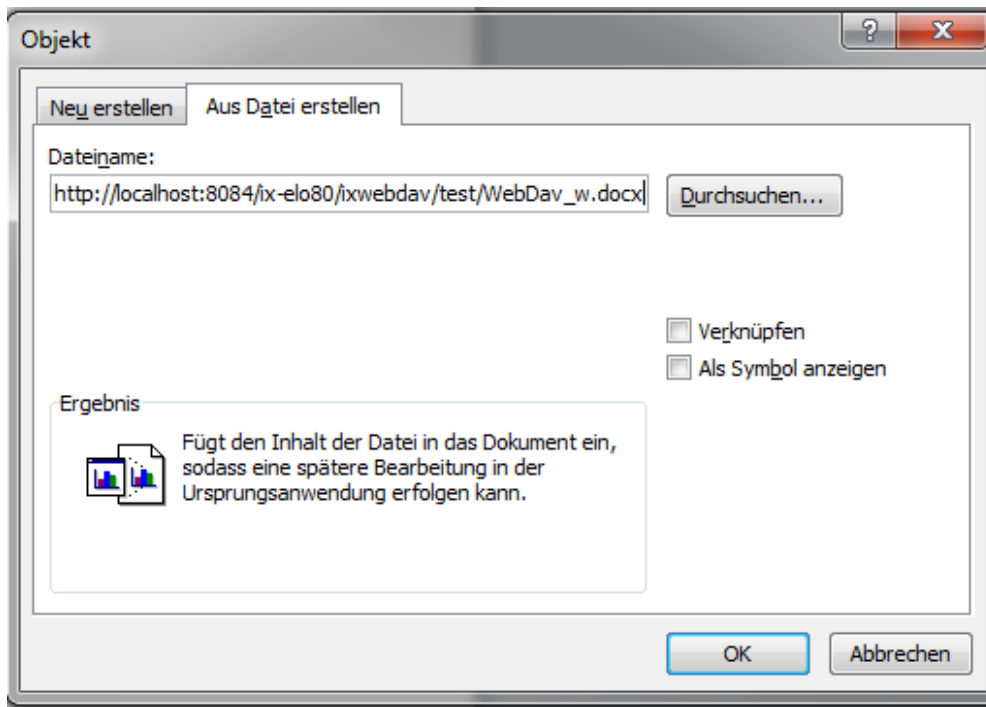 Objekt
Neu erstellen
Aus Datei erstellen
Dateiname:
http://localhost:8084/ix-elo80/ixwebdav/test/WebDav_w.docx
Durchsuchen...
Verknüpfen
Als Symbol anzeigen
Ergebnis
Fügt den Inhalt der Datei in das Dokument ein,
sodass eine spätere Bearbeitung in der
Ursprungsanwendung erfolgen kann.
OK
Abbrechen